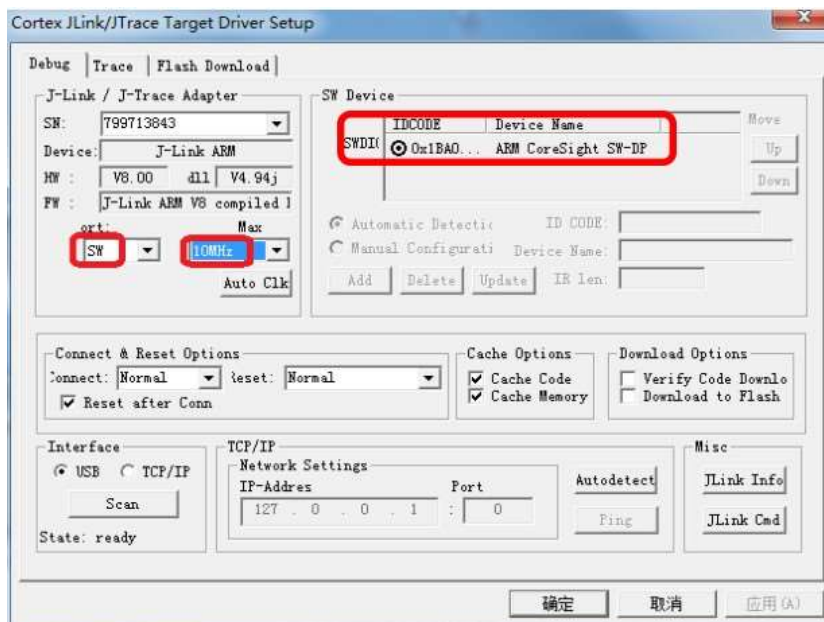 Cortex JLink/JTrace Target Driver Setup
Debug Trace Flash Download
J-Link / J-Trace Adapter
SN: 799713843
Device: J-Link ARM
HW : V8.00 dll V4.94j
FW : J-Link ARM V8 compiled
ort: Max
SW 10MHz
Auto Clk
SW Device
IDCODE Device Name
SWDI
0x1BA0... ARM CoreSight SW-DP
Move
Up
Down
Automatic Detectic ID CODE:
Manual Configurati Device Name:
Add Delete Update IR len:
Connect & Reset Options
onnect: Normal eset: Normal
Reset after Conn
Cache Options
Cache Code
Cache Memory
Download Options
Verify Code Downlo
Download to Flash
Interface
USB TCP/IP
Scan
State: ready
TCP/IP
Network Settings
IP-Addres Port
127 . 0 . 0 . 1 : 0
Autodetect
Ping
Misc
JLink Info
JLink Cmd
确定 取消 应用(A)